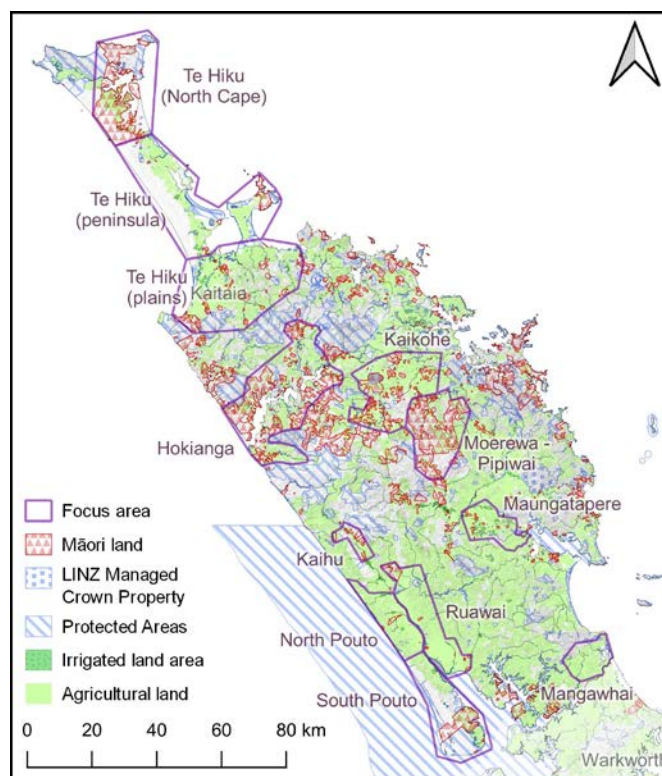 Te Hiku
(North Cape)
Te Hiku
(peninsula)
Te Hiku
(plains)
Kaitaia
Kaikohe
Hokianga
Moerewa -
Pipiwai
Maungatapere
Kaihu
Ruawai
North Pouto
South Pouto
Mangawhai
Warkworth
Focus area
Māori land
LINZ Managed
Crown Property
Protected Areas
Irrigated land area
Agricultural land
0 20 40 60 80 km